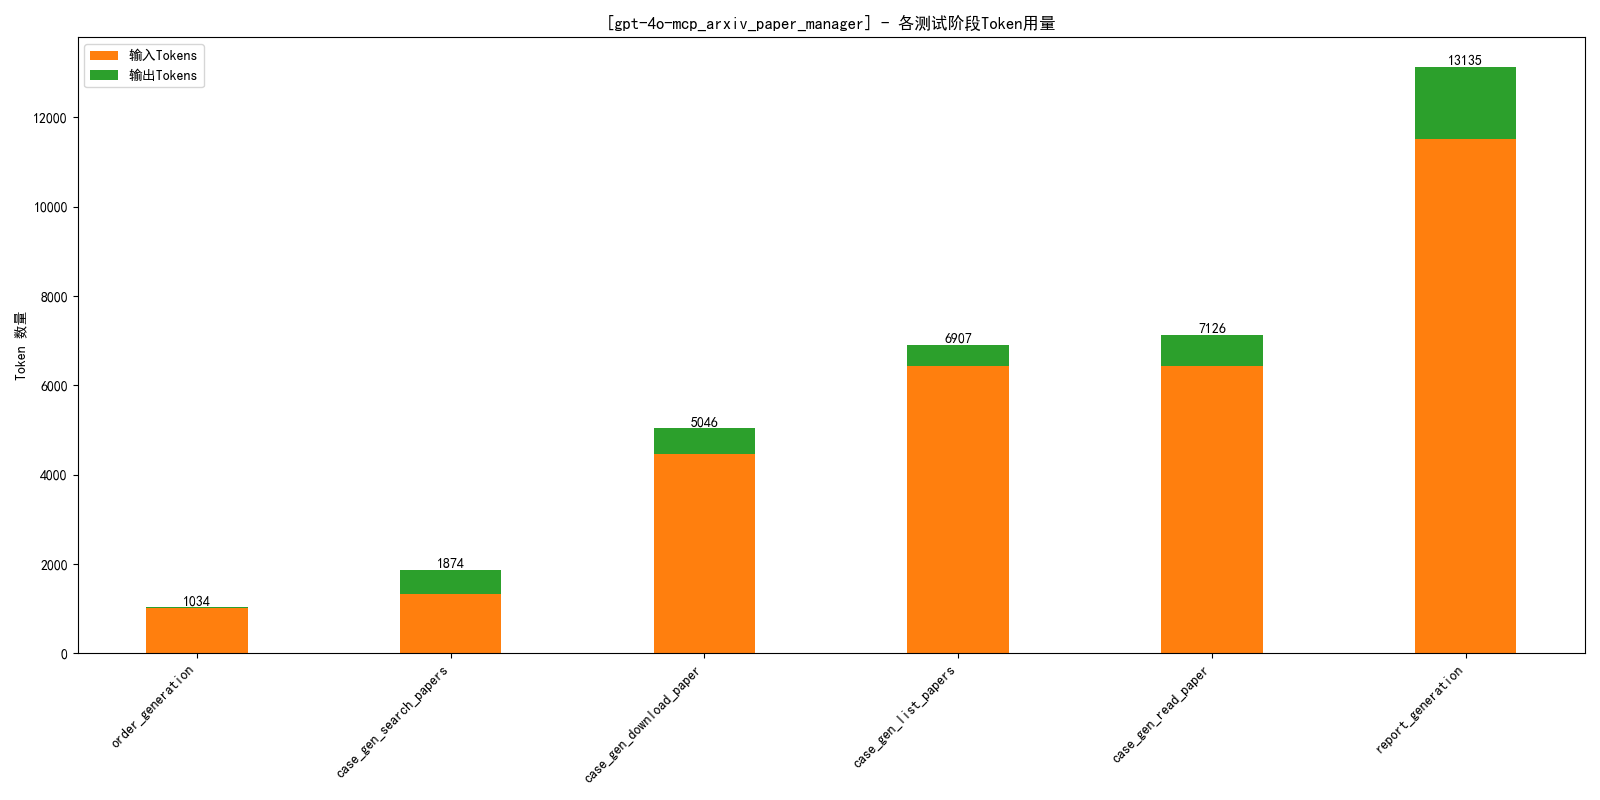 [gpt-4o-mcp_arxiv_paper_manager] - 各测试阶段Token用量
输入Tokens
输出Tokens
Token 数量
12000
10000
8000
6000
4000
2000
0
1034
1874
5046
6907
7126
13135
order_generation
case_gen_search_papers
case_gen_download_paper
case_gen_list_papers
case_gen_read_paper
report_generation